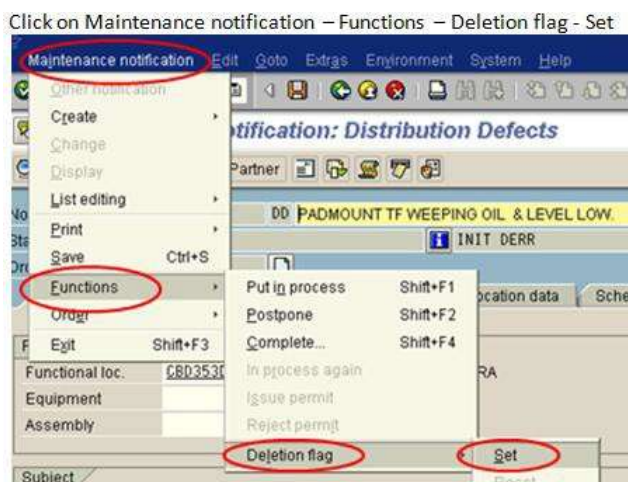 Click on Maintenance notification – Functions – Deletion flag - Set
Maintenance notification Edit Goto Extras Environment System Help
Other notification
Create
tification: Distribution Defects
Change
Display
Partner
List editing
DD PADMOUNT TF WEEPING OIL & LEVEL LOW.
Print
INIT DERR
Save Ctrl+S
Functions
Put in process Shift+F1
ocation data Sche
Order
Postpone Shift+F2
Exit Shift+F3
Complete... Shift+F4
Functional loc. CBD353D
In process again
RA
Equipment
Issue permit
Assembly
Reject permit
Deletion flag
Set
Subject
Reset